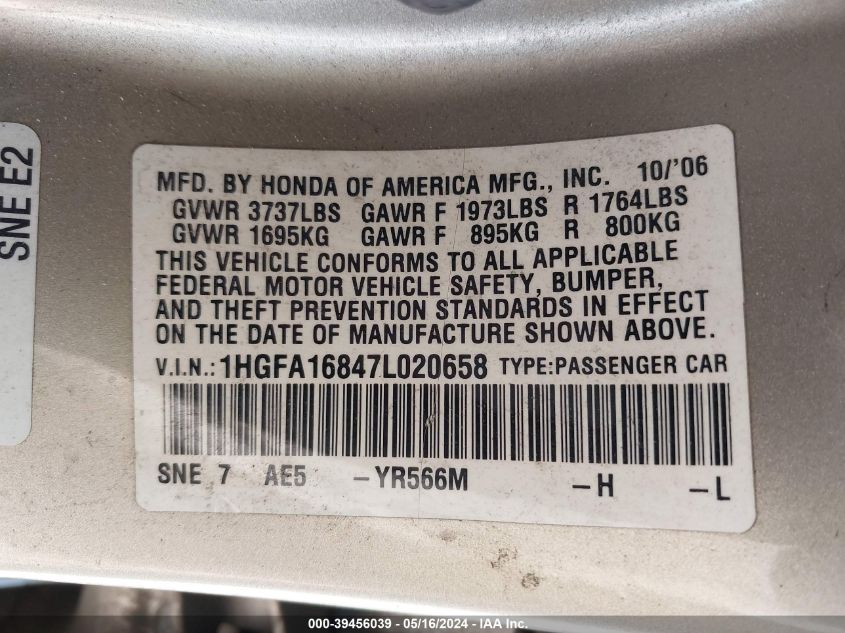 SNE E2
MFD. BY HONDA OF AMERICA MFG., INC. 10/'06
GVWR 3737LBS GAWR F 1973LBS R 1764LBS
GVWR 1695KG GAWR F 895KG R 800KG
THIS VEHICLE CONFORMS TO ALL APPLICABLE
FEDERAL MOTOR VEHICLE SAFETY, BUMPER,
AND THEFT PREVENTION STANDARDS IN EFFECT
ON THE DATE OF MANUFACTURE SHOWN ABOVE.
V.I.N.: 1HGFA16847L020658 TYPE:PASSENGER CAR
SNE 7 AE5 -YR566M -H -L
000-39456039 - 05/16/2024 - IAA Inc.